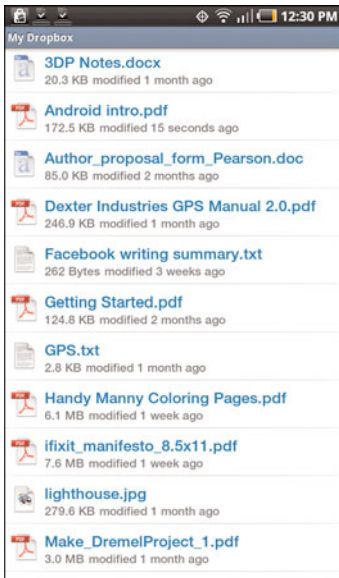 12:30 PM
My Dropbox
3DP Notes.docx
20.3 KB modified 1 month ago
Android intro.pdf
172.5 KB modified 15 seconds ago
Author_proposal_form_Pearson.doc
85.0 KB modified 2 months ago
Dexter Industries GPS Manual 2.0.pdf
246.9 KB modified 1 month ago
Facebook writing summary.txt
262 Bytes modified 3 weeks ago
Getting Started.pdf
124.8 KB modified 2 months ago
GPS.txt
2.8 KB modified 1 month ago
Handy Manny Coloring Pages.pdf
6.1 MB modified 1 week ago
ifixit_manifesto_8.5x11.pdf
7.6 MB modified 1 week ago
lighthouse.jpg
279.6 KB modified 1 month ago
Make_DremelProject_1.pdf
3.0 MB modified 1 month ago